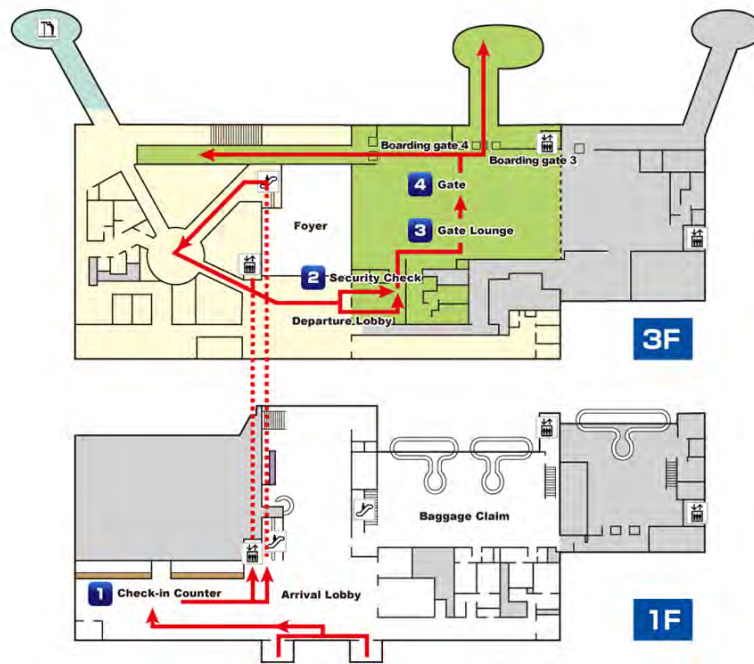 Boarding gate 4
Boarding gate 3
4 Gate
3 Gate Lounge
Foyer
2 Security Check
Departure Lobby
3F
Baggage Claim
1 Check-in Counter
Arrival Lobby
1F